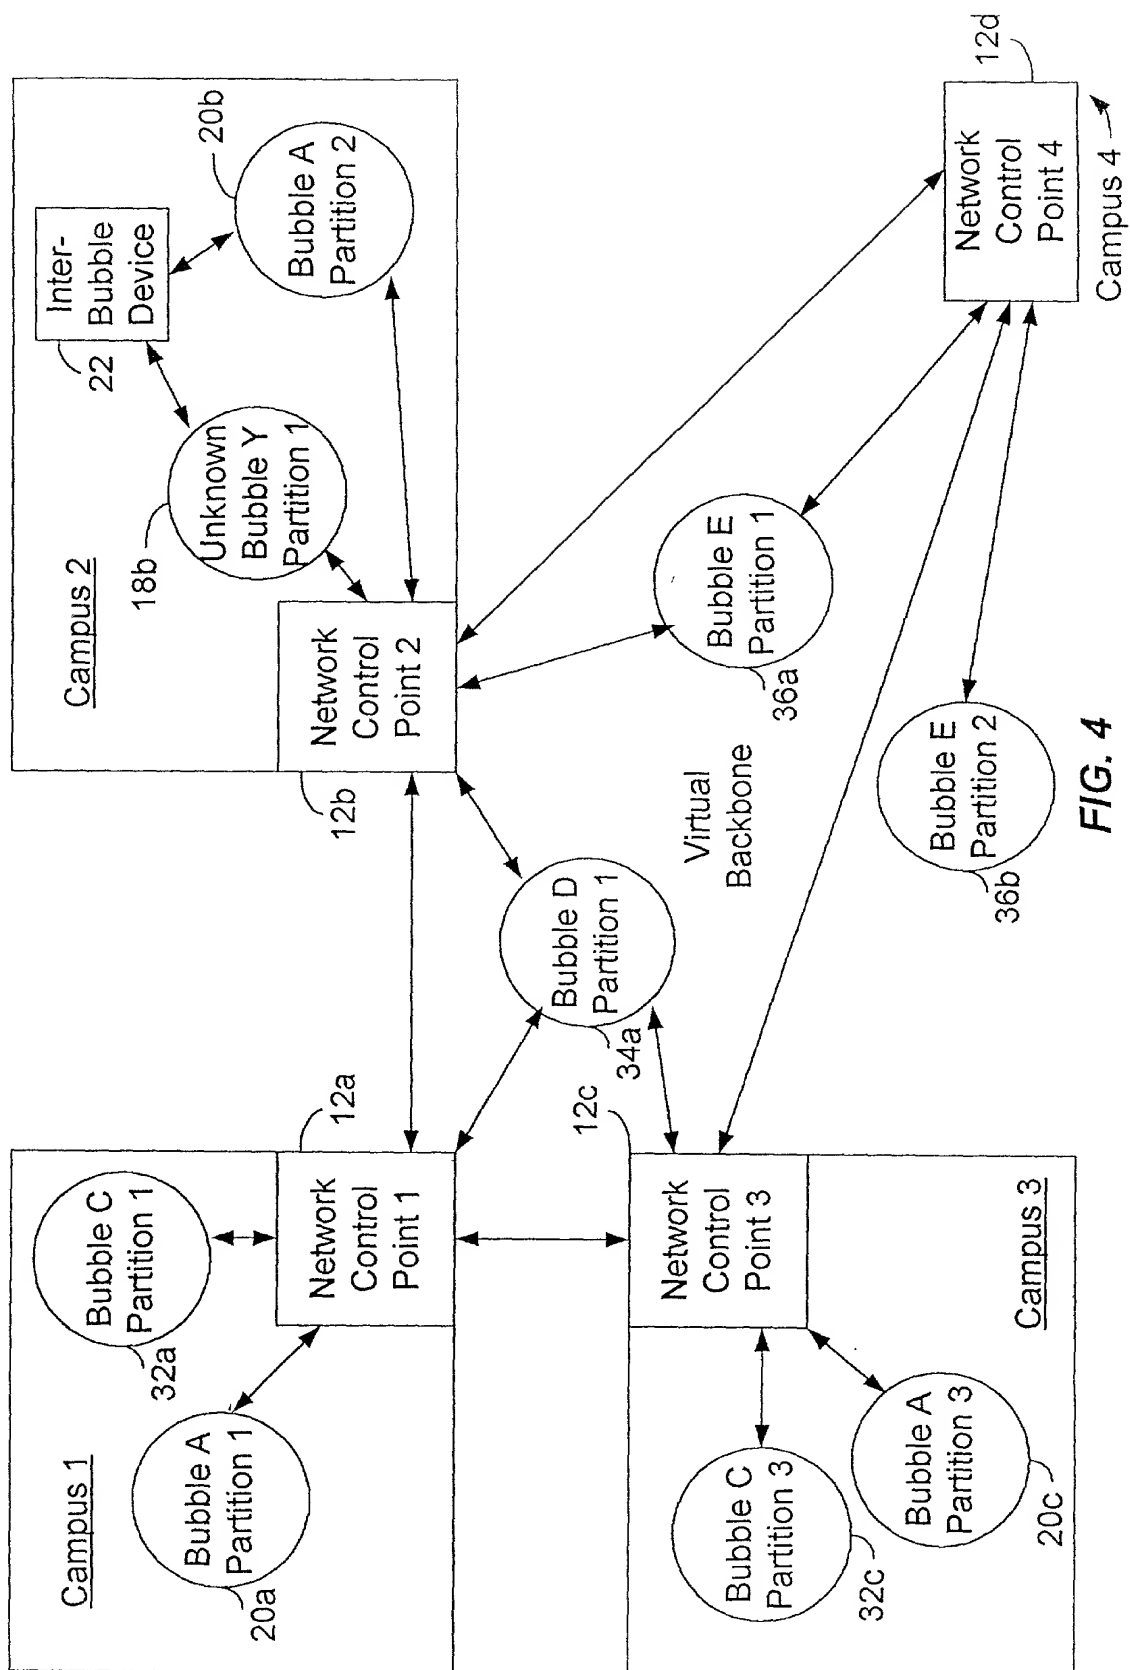 Campus 1
Bubble A
Partition 1
20a
Bubble C
Partition 1
32a
Network
Control
Point 1
12a
Campus 2
Network
Control
Point 2
12b
Unknown
Bubble Y
Partition 1
18b
Inter-
Bubble
Device
22
Bubble A
Partition 2
20b
Bubble D
Partition 1
34a
Virtual
Backbone
Campus 3
Network
Control
Point 3
12c
Bubble C
Partition 3
32c
Bubble A
Partition 3
20c
Bubble E
Partition 1
36a
Bubble E
Partition 2
36b
Network
Control
Point 4
12d
Campus 4
FIG. 4